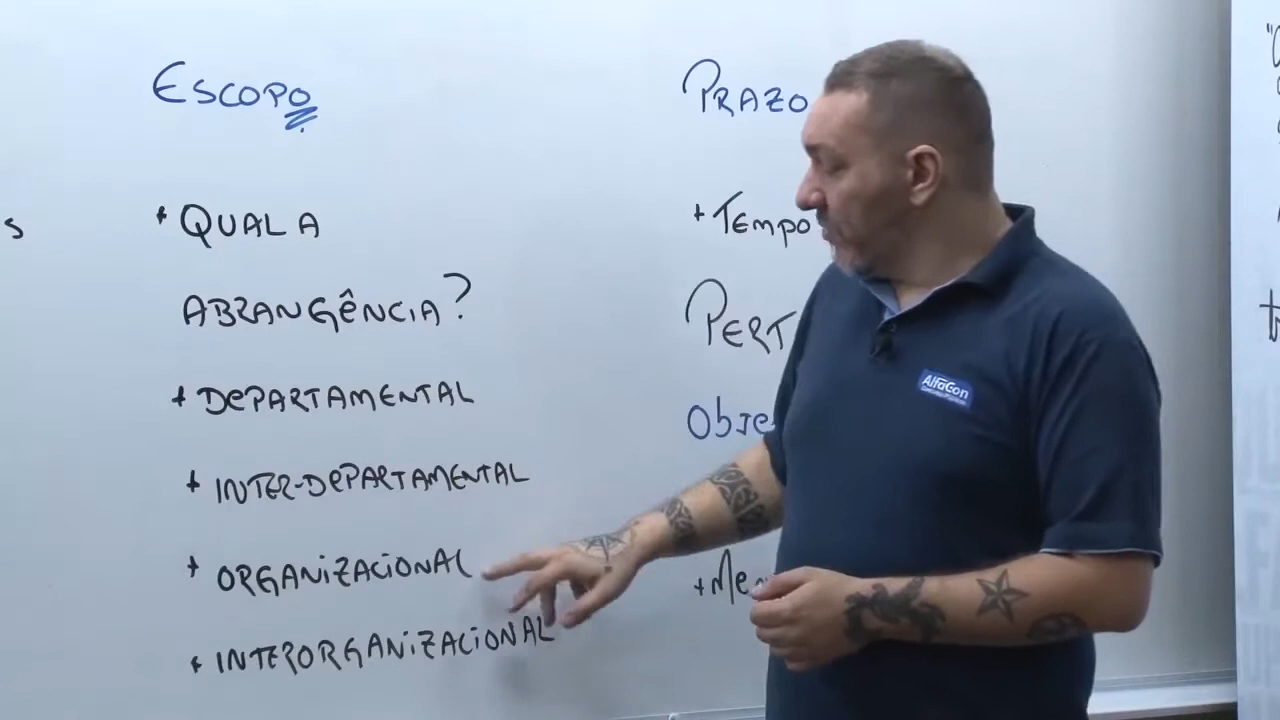 ESCOPO
+ QUAL A
ABRANGÊNCIA?
+ DEPARTAMENTAL
+ INTER-DEPARTAMENTAL
+ ORGANIZACIONAL
+ INTERORGANIZACIONAL
PRAZO
+ TEMPO
PERT
ObJe
+ Me
AlfaCon
s